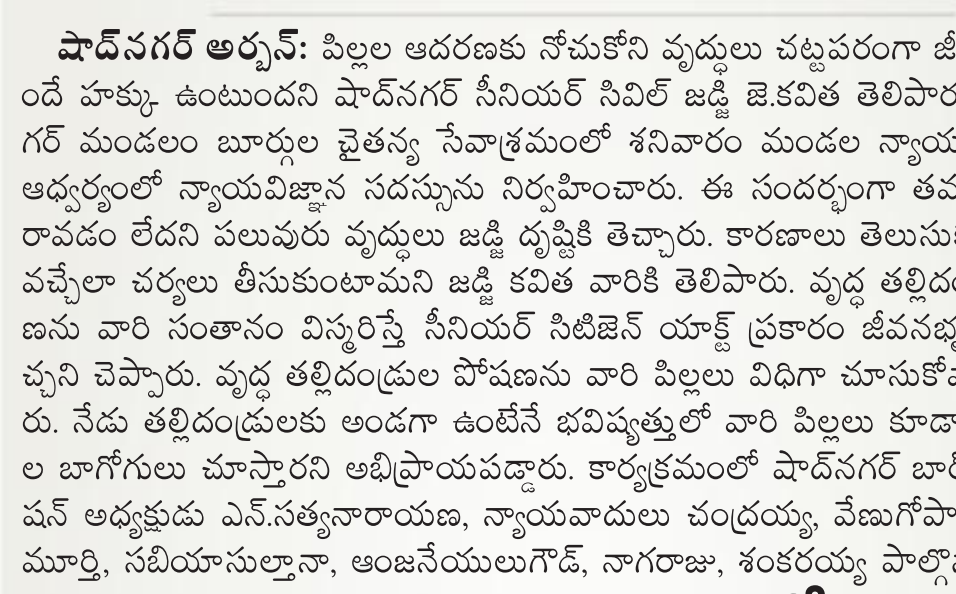 షాద్‌నగర్ అర్బన్: పిల్లల ఆదరణకు నోచుకోని వృద్ధులు చట్టపరంగా
ందే హక్కు ఉంటుందని షాద్‌నగర్ సీనియర్ సివిల్ జడ్జి జె.కవిత తెలిపార
గర్ మండలం బూర్గుల చైతన్య సేవాశ్రమంలో శనివారం మండల న్యాయ
ఆధ్వర్యంలో న్యాయవిజ్ఞాన సదస్సును నిర్వహించారు. ఈ సందర్భంగా తమ
రావడం లేదని పలువురు వృద్ధులు జడ్జి దృష్టికి తెచ్చారు. కారణాలు తెలుసు
వచ్చేలా చర్యలు తీసుకుంటామని జడ్జి కవిత వారికి తెలిపారు. వృద్ధ తల్లిదం
ణను వారి సంతానం విస్మరిస్తే సీనియర్ సిటిజెన్ యాక్ట్ ప్రకారం జీవనభృ
చ్చని చెప్పారు. వృద్ధ తల్లిదండ్రుల పోషణను వారి పిల్లలు విధిగా చూసుకో
రు. నేడు తల్లిదండ్రులకు అండగా ఉంటేనే భవిష్యత్తులో వారి పిల్లలు కూడా
ల బాగోగులు చూస్తారని అభిప్రాయపడ్డారు. కార్యక్రమంలో షాద్‌నగర్ బార్
షన్ అధ్యక్షుడు ఎన్.సత్యనారాయణ, న్యాయవాదులు చంద్రయ్య, వేణుగోపా
మూర్తి, సబియాసుల్తానా, ఆంజనేయులుగౌడ్, నాగరాజు, శంకరయ్య పాల్గొ